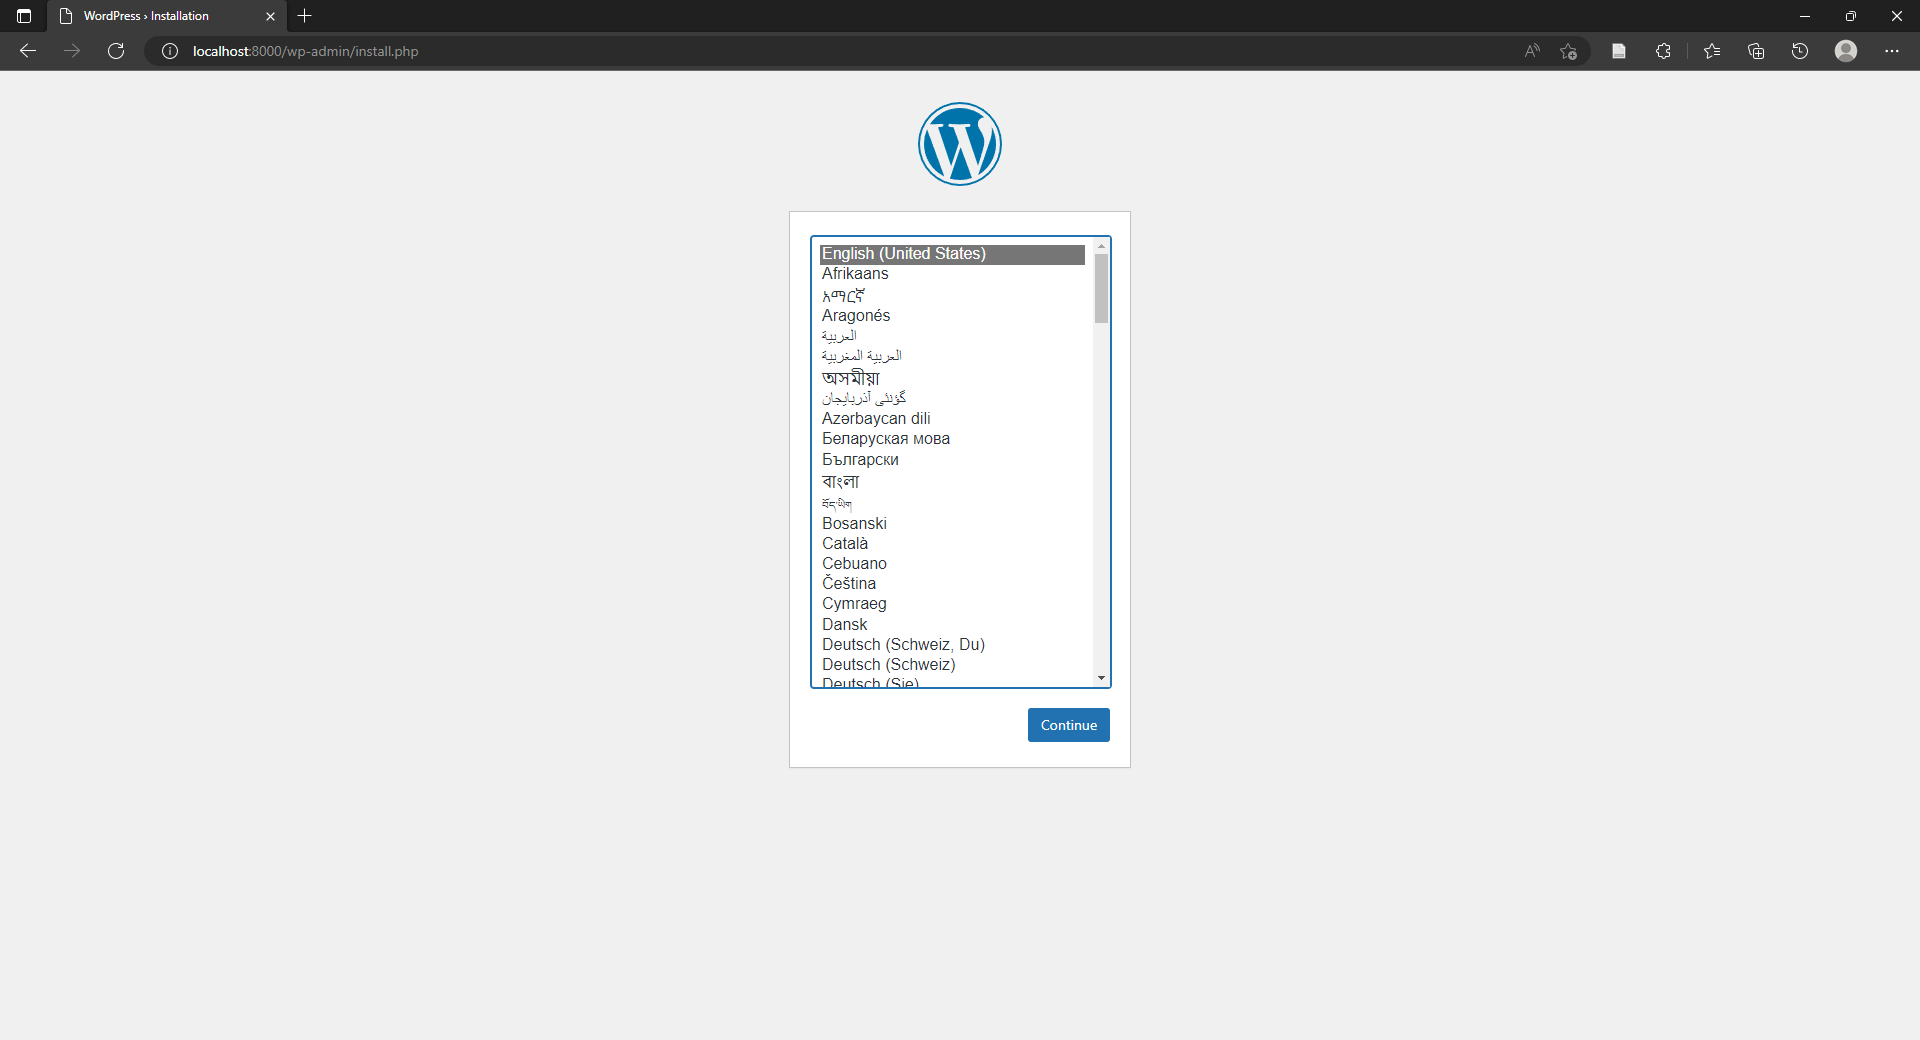 WordPress › Installation
localhost:8000/wp-admin/install.php
English (United States)
Afrikaans
አማርኛ
Aragonés
العربية
العربية المغربية
অসমীয়া
گؤنئی آذربایجان
Azərbaycan dili
Беларуская мова
Български
বাংলা
བོད་ཡིག
Bosanski
Català
Cebuano
Čeština
Cymraeg
Dansk
Deutsch (Schweiz, Du)
Deutsch (Schweiz)
Deutsch (Sie)
Continue